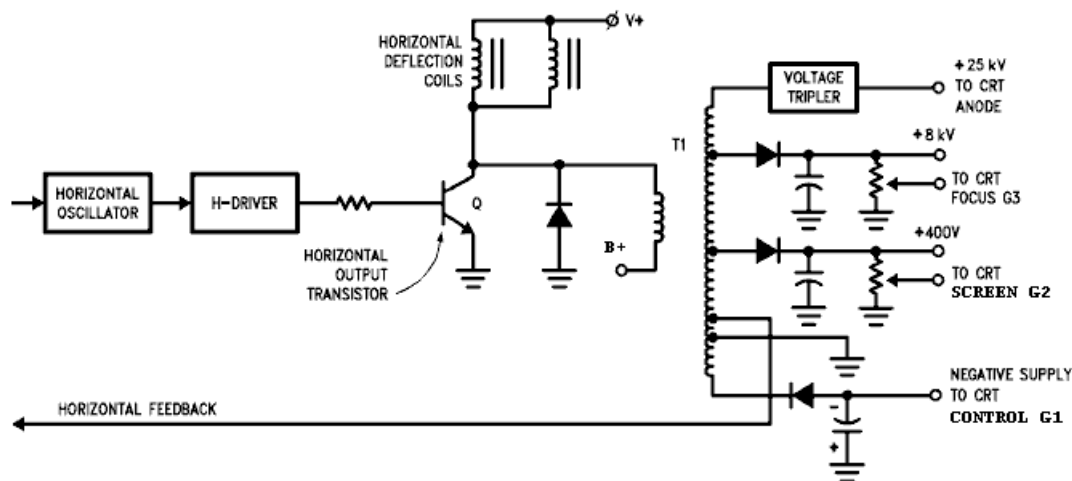 HORIZONTAL
DEFLECTION
COILS
V+
HORIZONTAL
OSCILLATOR
H-DRIVER
Q
HORIZONTAL
OUTPUT
TRANSISTOR
B+
T1
VOLTAGE
TRIPLER
+25 kV
TO CRT
ANODE
+8 kV
TO CRT
FOCUS G3
+400V
TO CRT
SCREEN G2
NEGATIVE SUPPLY
TO CRT
CONTROL G1
-
+
HORIZONTAL FEEDBACK